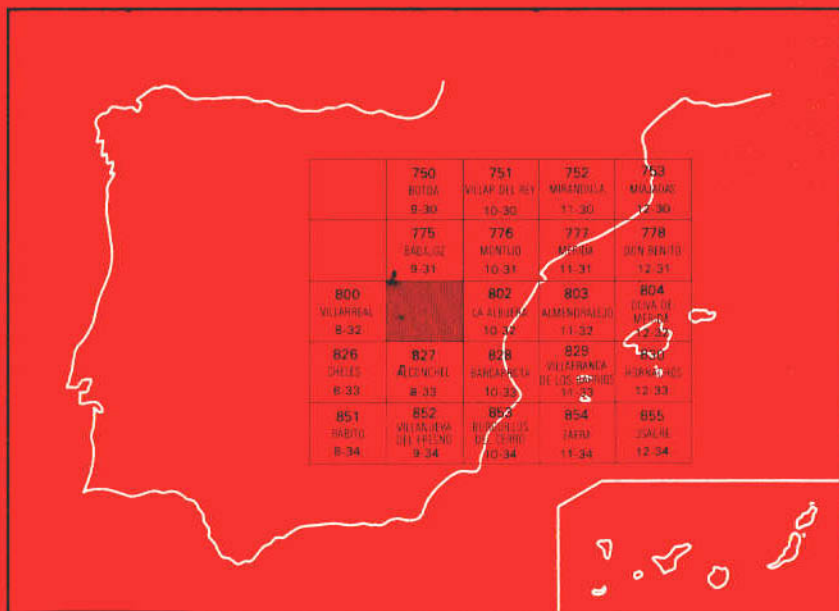 750
BOTOA
9-30
751
VILLAR DEL REY
10-30
752
MIRANDILLA
11-30
753
MIAJADAS
12-30
775
BADAJOZ
9-31
776
MONTIJO
10-31
777
MERIDA
11-31
778
DON BENITO
12-31
800
VILLARREAL
8-32
802
LA ALBUERA
10-32
803
ALMENDRALEJO
11-32
804
OLIVA DE
MERIDA
12-32
826
CHELES
8-33
827
ALCONCHEL
9-33
828
BARCARROTA
10-33
829
VILLAFRANCA
DE LOS BARROS
11-33
830
HORNACHOS
12-33
851
8-34
852
VILLANUEVA
DEL FRESNO
9-34
853
BURGUILLOS
DEL CERRO
10-34
854
ZAFRA
11-34
855
USAGRE
12-34